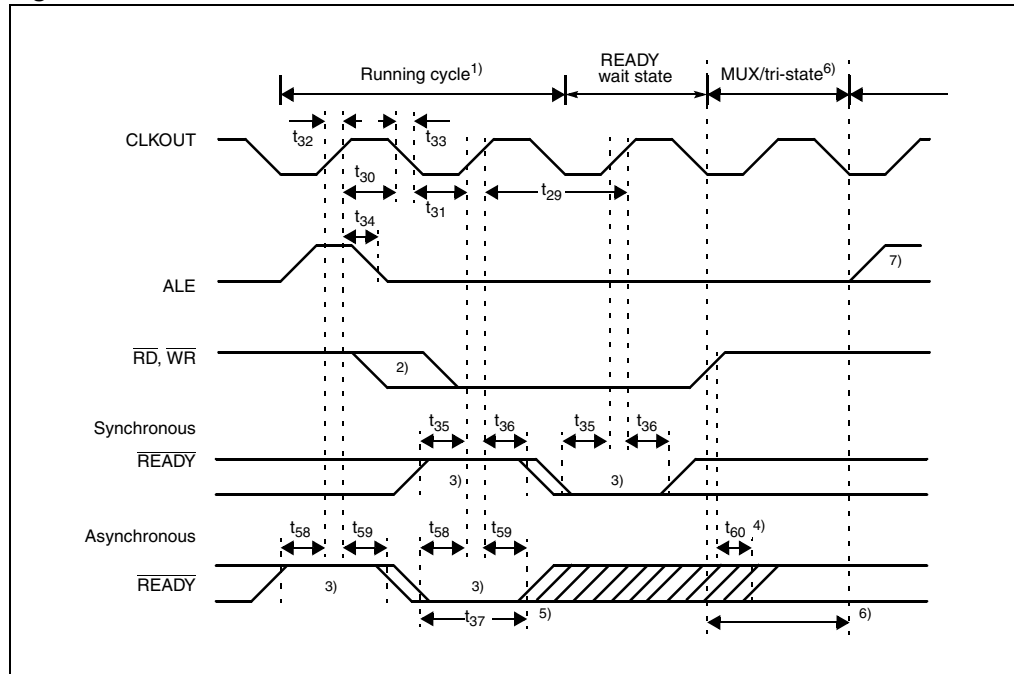 Running cycle1)
READY
wait state
MUX/tri-state6)
CLKOUT
t32
t33
t30
t31
t29
t34
ALE
7)
RD, WR
2)
Synchronous
t35
t36
t35
t36
READY
3)
3)
Asynchronous
t58
t59
t58
t59
t60 4)
READY
3)
3)
t37
5)
6)